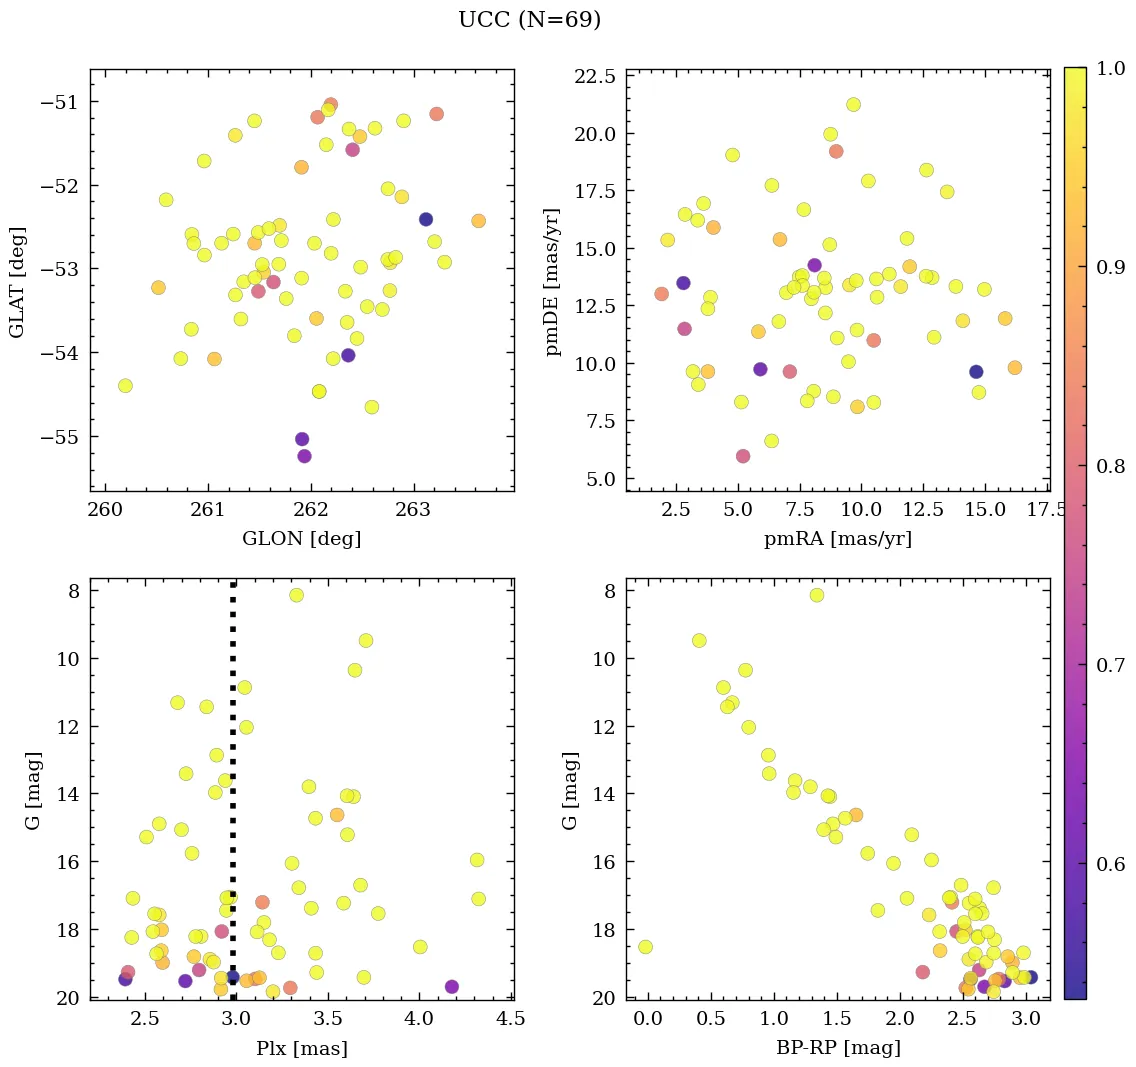 UCC (N=69)
−51
−52
−53
−54
−55
GLAT [deg]
260 261 262 263
GLON [deg]
22.5
20.0
17.5
15.0
12.5
10.0
7.5
5.0
pmDE [mas/yr]
2.5 5.0 7.5 10.0 12.5 15.0 17.5
pmRA [mas/yr]
1.0
0.9
0.8
0.7
0.6
8
10
12
14
16
18
20
G [mag]
2.5 3.0 3.5 4.0 4.5
Plx [mas]
8
10
12
14
16
18
20
G [mag]
0.0 0.5 1.0 1.5 2.0 2.5 3.0
BP-RP [mag]